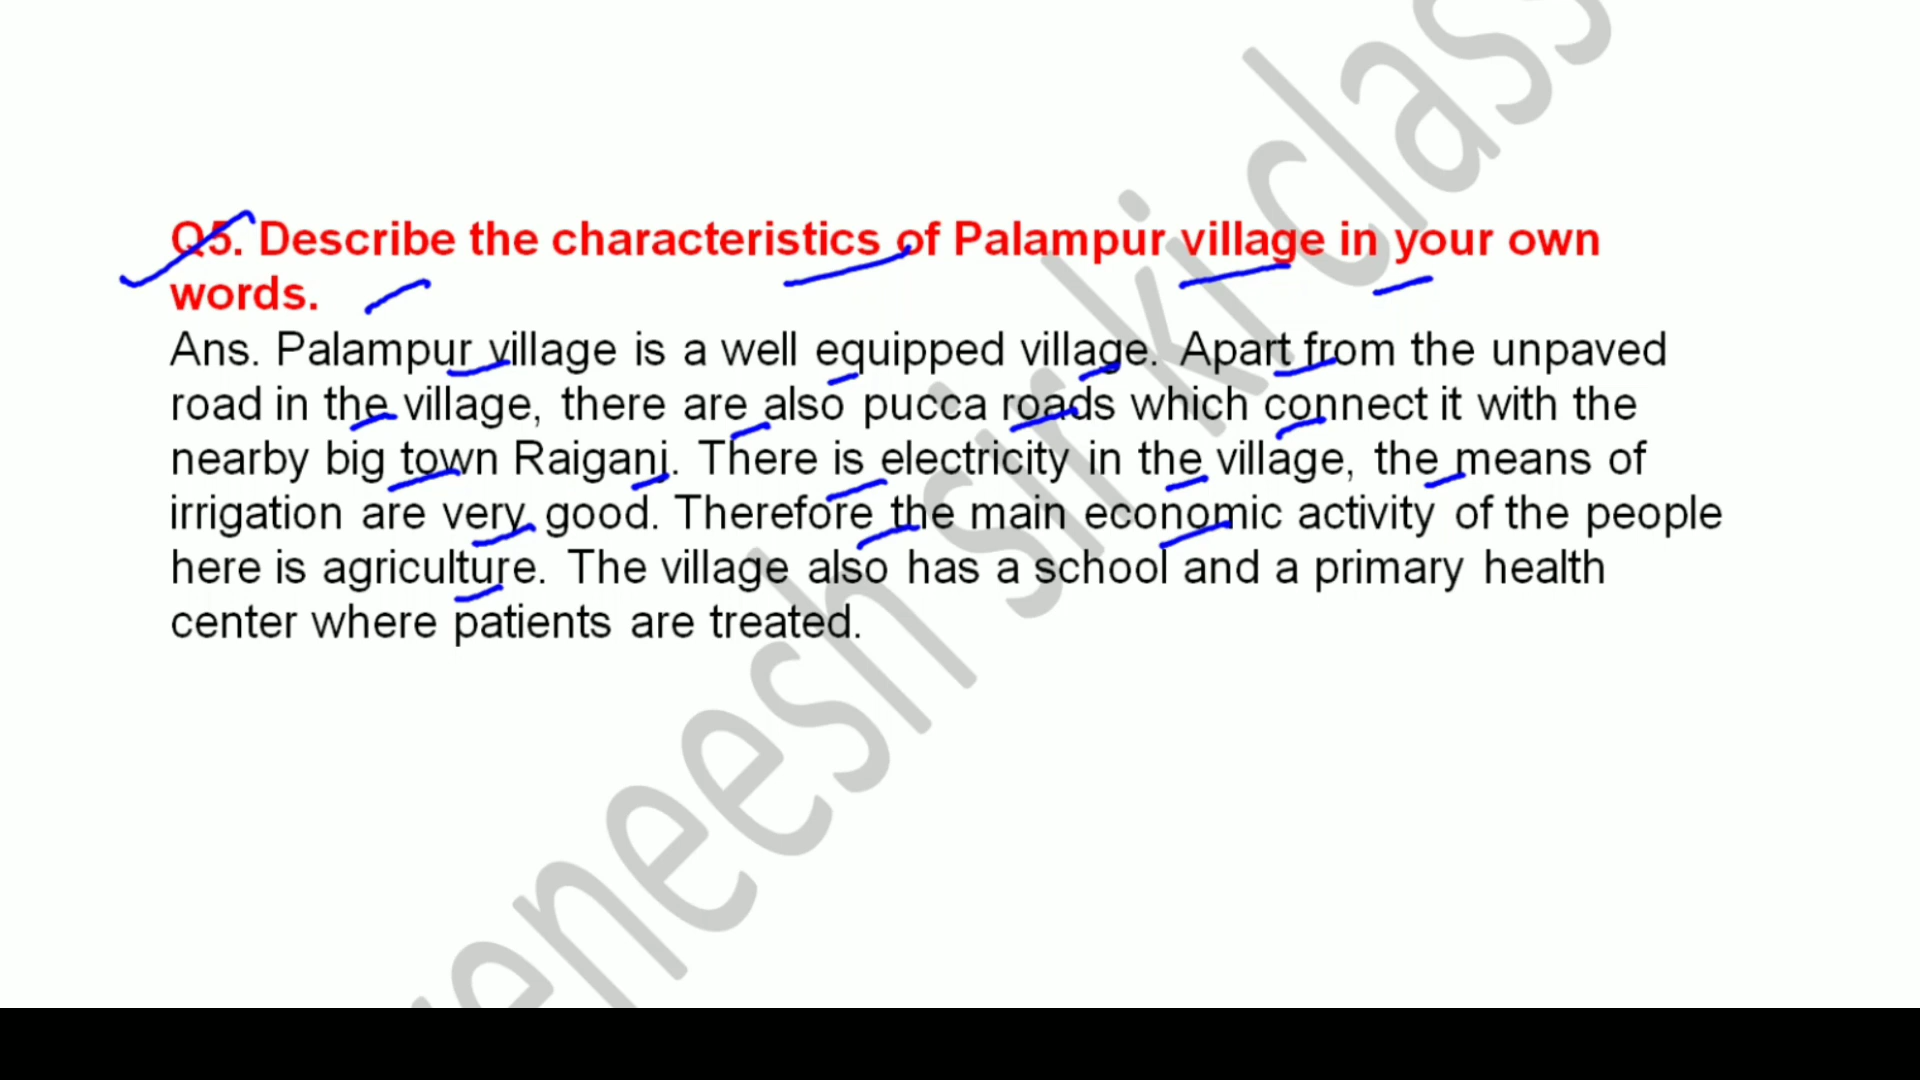 Q5. Describe the characteristics of Palampur village in your own
words.
Ans. Palampur village is a well equipped village. Apart from the unpaved
road in the village, there are also pucca roads which connect it with the
nearby big town Raiganj. There is electricity in the village, the means of
irrigation are very good. Therefore the main economic activity of the people
here is agriculture. The village also has a school and a primary health
center where patients are treated.
eneesh sir ki class